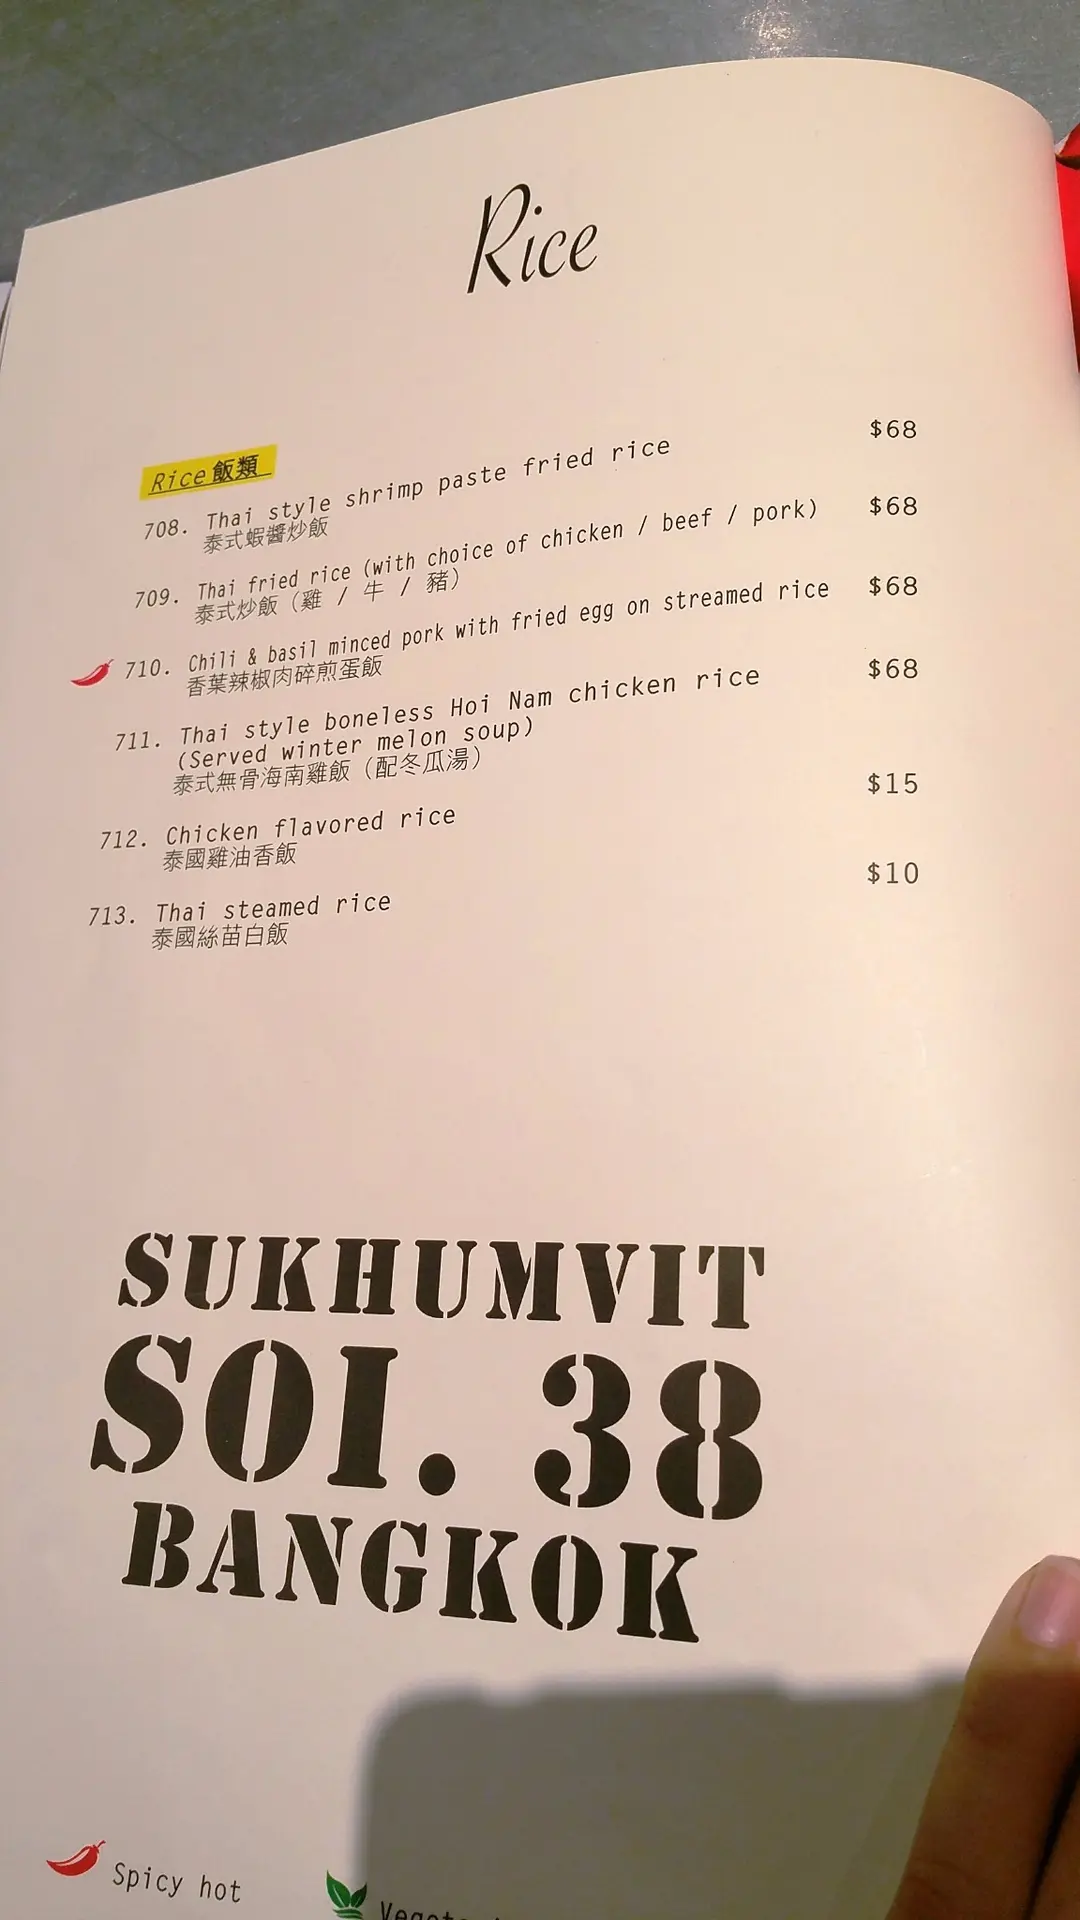 Rice
Rice 飯類
708. Thai style shrimp paste fried rice $68
泰式蝦醬炒飯
709. Thai fried rice (with choice of chicken / beef / pork) $68
泰式炒飯（雞 / 牛 / 豬）
710. Chili & basil minced pork with fried egg on streamed rice $68
香葉辣椒肉碎煎蛋飯
711. Thai style boneless Hoi Nam chicken rice $68
(Served winter melon soup)
泰式無骨海南雞飯（配冬瓜湯）
712. Chicken flavored rice $15
泰國雞油香飯
713. Thai steamed rice $10
泰國絲苗白飯
SUKHUMVIT
SOI. 38
BANGKOK
Spicy hot